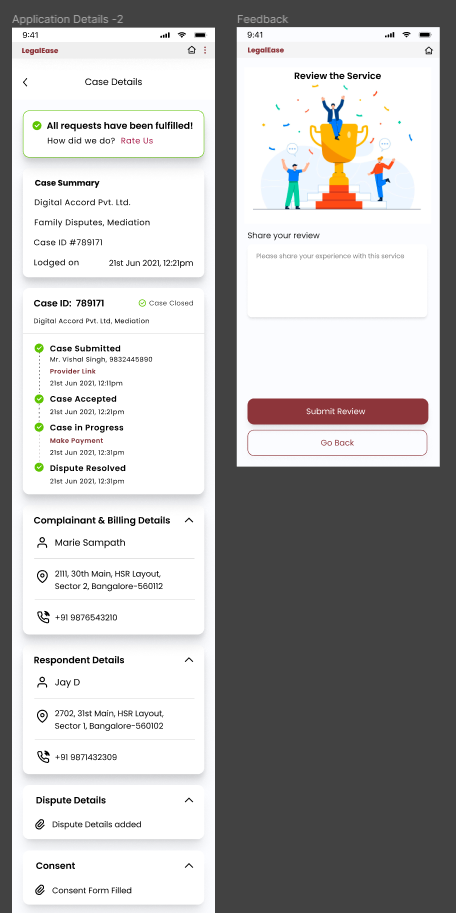 Application Details -2
9:41
LegalEase
Case Details
All requests have been fulfilled!
How did we do? Rate Us
Case Summary
Digital Accord Pvt. Ltd.
Family Disputes, Mediation
Case ID #789171
Lodged on 21st Jun 2021, 12:21pm
Case ID: 789171 Case Closed
Digital Accord Pvt. Ltd, Mediation
Case Submitted
Mr. Vishal Singh, 9832445890
Provider Link
21st Jun 2021, 12:11pm
Case Accepted
21st Jun 2021, 12:21pm
Case in Progress
Make Payment
21st Jun 2021, 12:31pm
Dispute Resolved
21st Jun 2021, 12:31pm
Complainant & Billing Details
Marie Sampath
2111, 30th Main, HSR Layout,
Sector 2, Bangalore-560112
+91 9876543210
Respondent Details
Jay D
2702, 31st Main, HSR Layout,
Sector 1, Bangalore-560102
+91 9871432309
Dispute Details
Dispute Details added
Consent
Consent Form Filled
Feedback
9:41
LegalEase
Review the Service
Share your review
Please share your experience with this service
Submit Review
Go Back